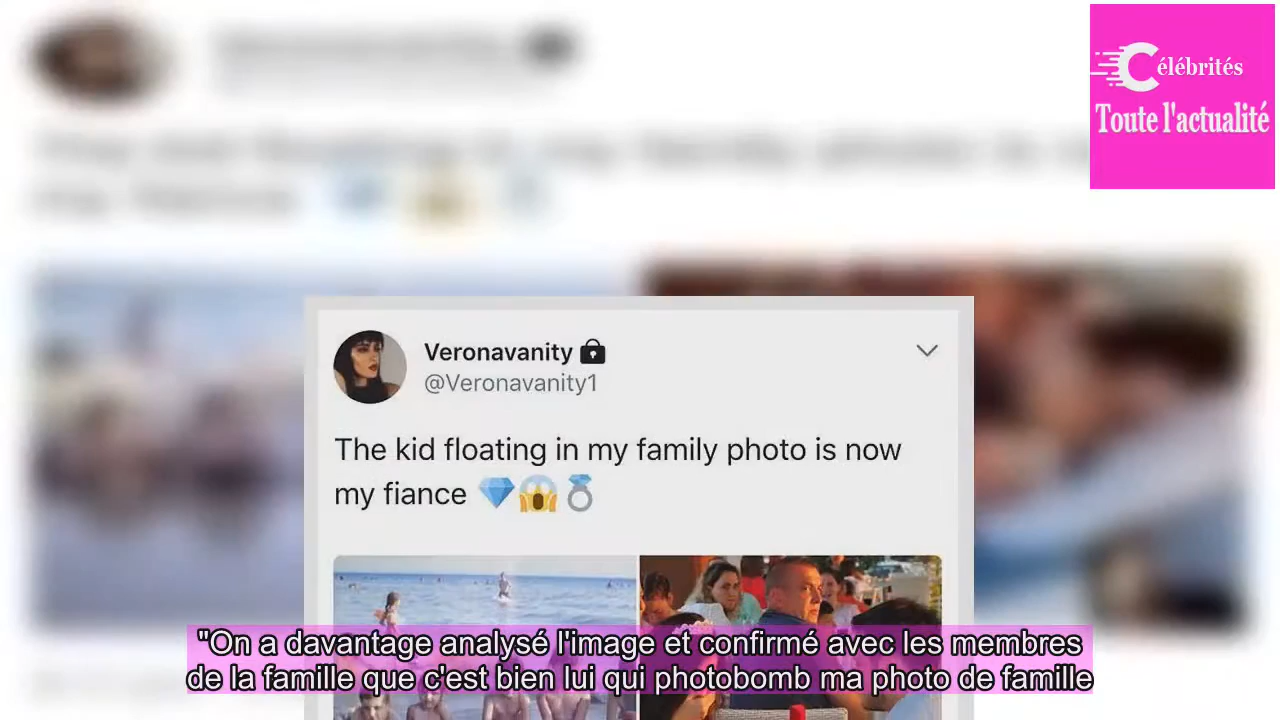 Célébrités
Toute l'actualité
Veronavanity
@Veronavanity1
The kid floating in my family photo is now
my fiance 💎😱💍
"On a davantage analysé l'image et confirmé avec les membres
de la famille que c'est bien lui qui photobomb ma photo de famille